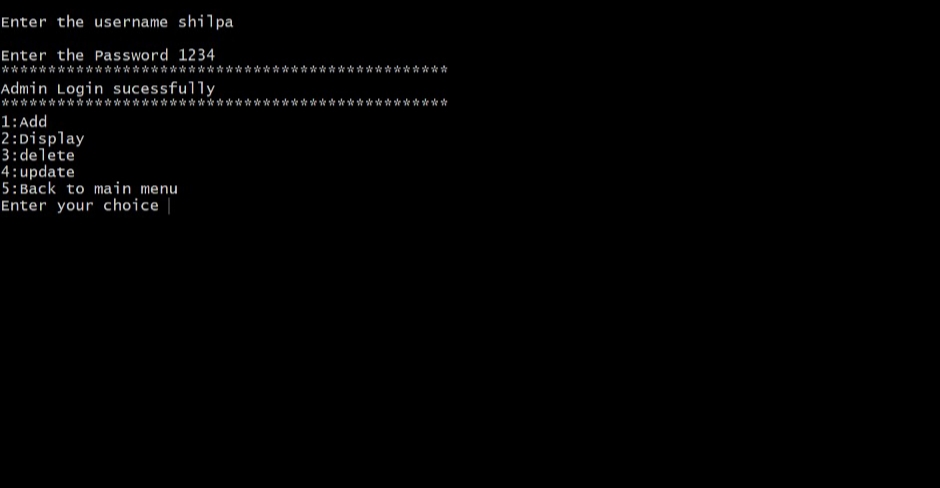 Enter the username shilpa
Enter the Password 1234
************************************************
Admin Login sucessfully
************************************************
1:Add
2:Display
3:delete
4:update
5:Back to main menu
Enter your choice